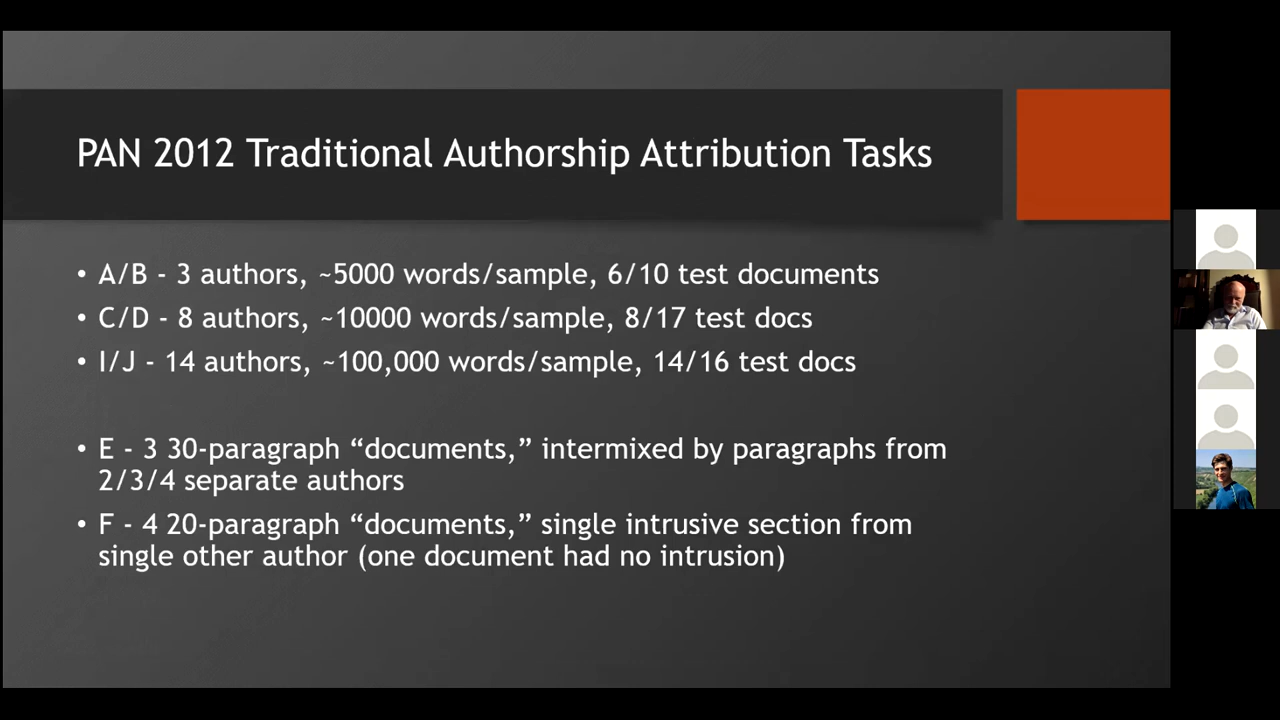 PAN 2012 Traditional Authorship Attribution Tasks
• A/B - 3 authors, ~5000 words/sample, 6/10 test documents
• C/D - 8 authors, ~10000 words/sample, 8/17 test docs
• I/J - 14 authors, ~100,000 words/sample, 14/16 test docs
• E - 3 30-paragraph “documents,” intermixed by paragraphs from
2/3/4 separate authors
• F - 4 20-paragraph “documents,” single intrusive section from
single other author (one document had no intrusion)